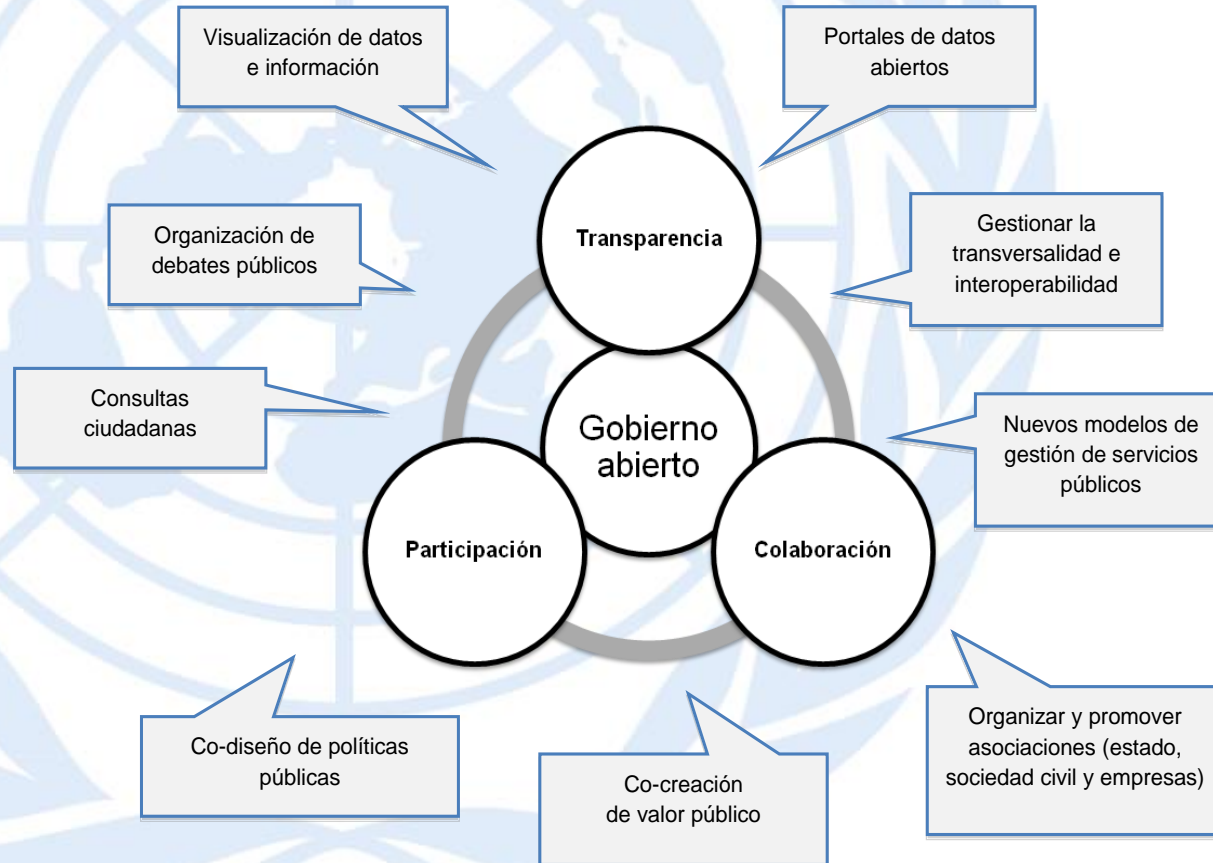 Visualización de datos
e información
Portales de datos
abiertos
Transparencia
Organización de
debates públicos
Gestionar la
transversalidad e
interoperabilidad
Consultas
ciudadanas
Gobierno
abierto
Nuevos modelos de
gestión de servicios
públicos
Participación
Colaboración
Co-diseño de políticas
públicas
Co-creación
de valor público
Organizar y promover
asociaciones (estado,
sociedad civil y empresas)